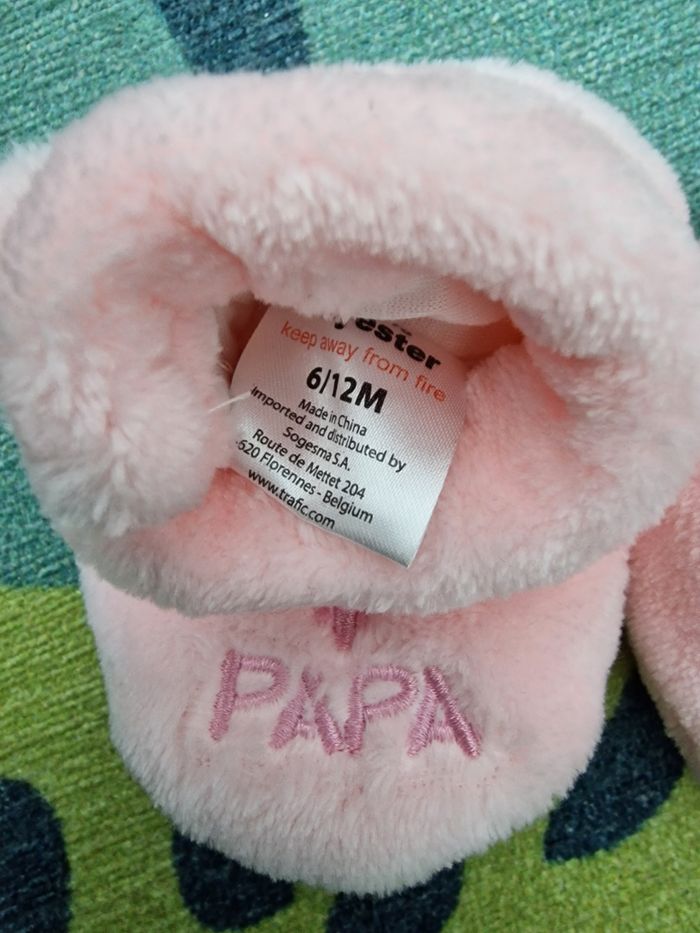 keep away from fire
6/12M
Made in China
imported and distributed by
Sogesma S.A.
Route de Mettet 204
-620 Florennes - Belgium
www.trafic.com
PAPA